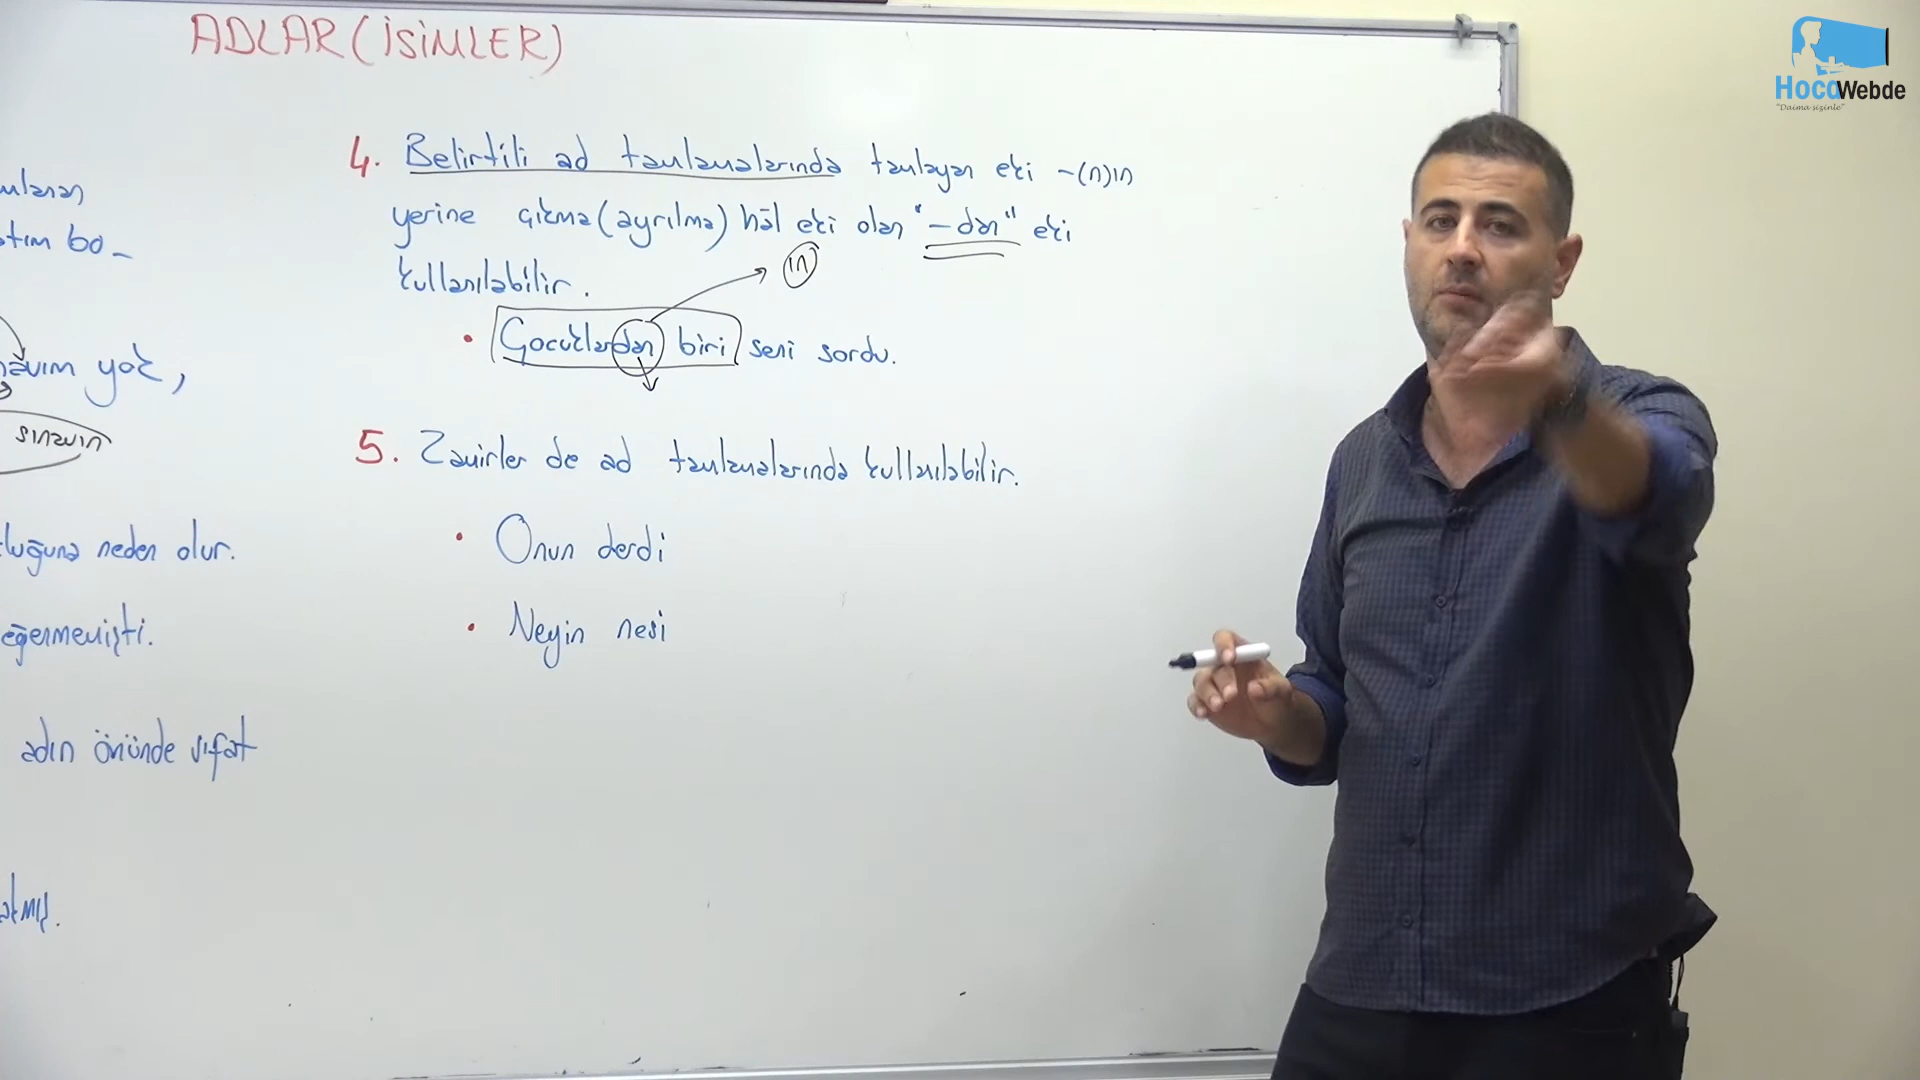 ADLAR (İSİMLER)
4. Belirtili ad tamlamalarında tamlayan eki -(n)ın
yerine çıkma (ayrılma) hâl eki olan "-dan" eki
kullanılabilir.
ın
• Çocuklardan biri seni sordu.
5. Zamirler de ad tamlamalarında kullanılabilir.
• Onun derdi
• Neyin nesi
yok,
sınavın
neden olur.
adın önünde sıfat
HocaWebde
"Daima sizinle"